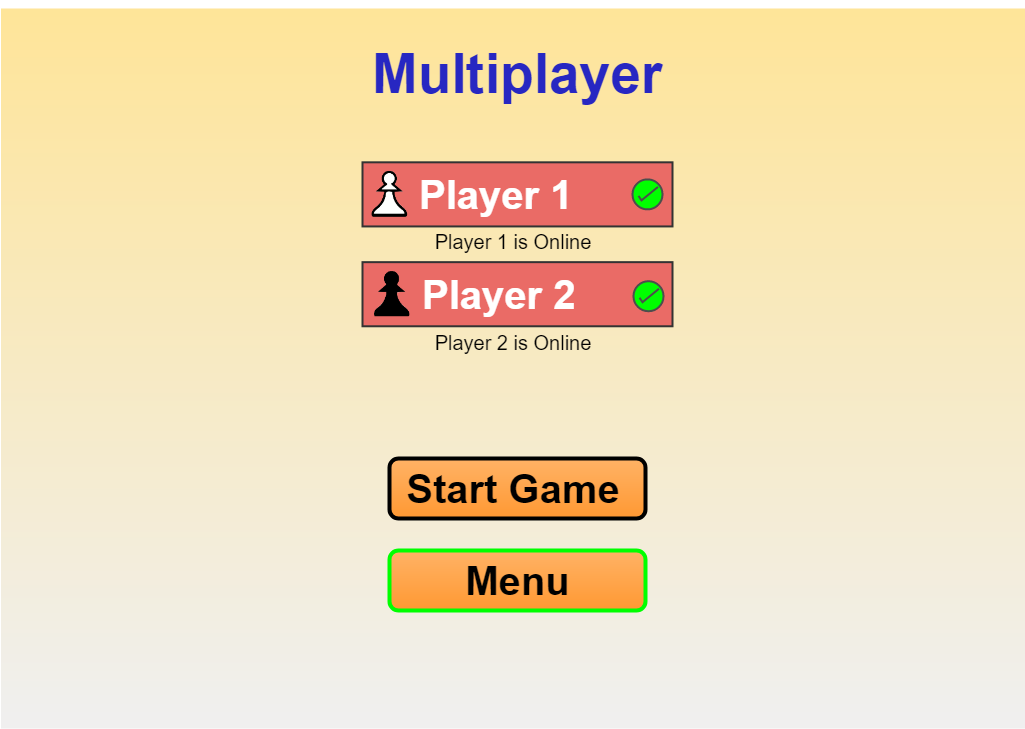 Multiplayer
Player 1
Player 1 is Online
Player 2
Player 2 is Online
Start Game
Menu